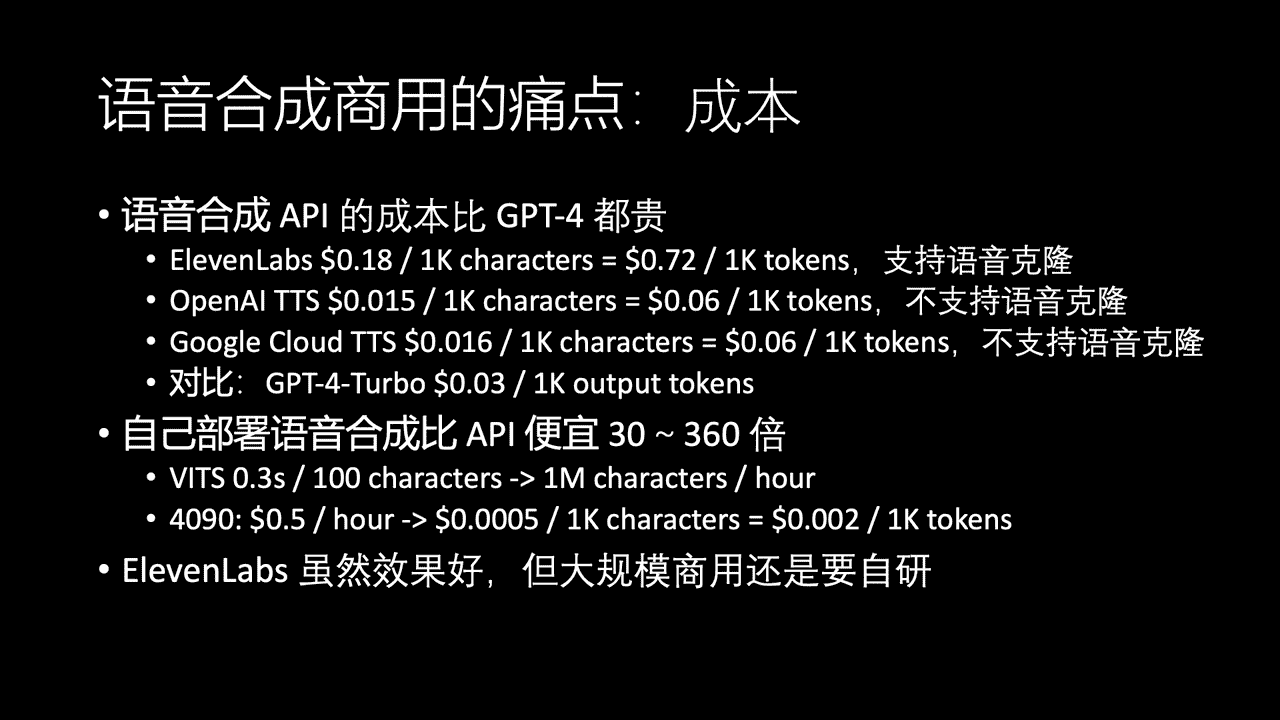 语音合成商用的痛点：成本
• 语音合成 API 的成本比 GPT-4 都贵
• ElevenLabs $0.18 / 1K characters = $0.72 / 1K tokens，支持语音克隆
• OpenAI TTS $0.015 / 1K characters = $0.06 / 1K tokens，不支持语音克隆
• Google Cloud TTS $0.016 / 1K characters = $0.06 / 1K tokens，不支持语音克隆
• 对比：GPT-4-Turbo $0.03 / 1K output tokens
• 自己部署语音合成比 API 便宜 30 ~ 360 倍
• VITS 0.3s / 100 characters -> 1M characters / hour
• 4090: $0.5 / hour -> $0.0005 / 1K characters = $0.002 / 1K tokens
• ElevenLabs 虽然效果好，但大规模商用还是要自研